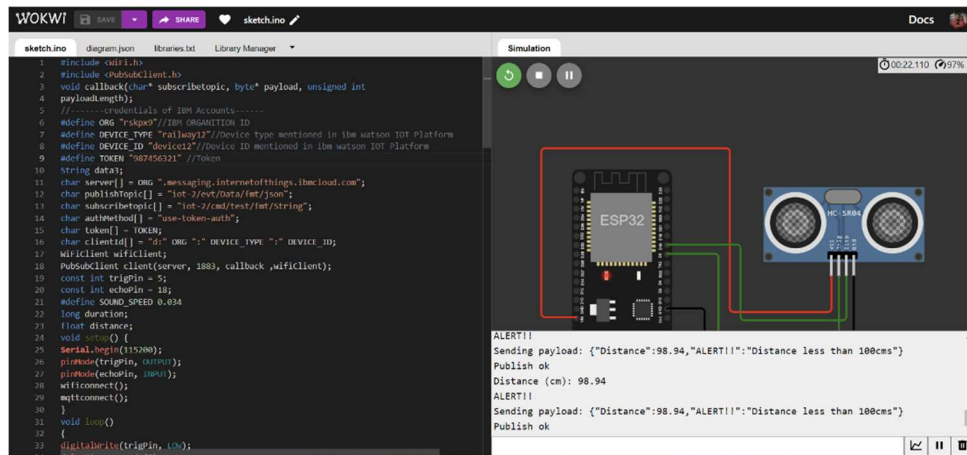 WOKWI SAVE SHARE sketch.ino Docs
sketch.ino diagram.json libraries.txt Library Manager
Simulation
00:22.110 97%
1 #include <WiFi.h>
2 #include <PubSubClient.h>
3 void callback(char* subscribetopic, byte* payload, unsigned int
4 payloadLength);
5 //-------credentials of IBM Accounts------
6 #define ORG "rskpx9"//IBM ORGANITION ID
7 #define DEVICE_TYPE "railway12"//Device type mentioned in ibm watson IOT Platform
8 #define DEVICE_ID "device12"//Device ID mentioned in ibm watson IOT Platform
9 #define TOKEN "987456321" //Token
10 String data3;
11 char server[] = ORG ".messaging.internetofthings.ibmcloud.com";
12 char publishTopic[] = "iot-2/evt/Data/fmt/json";
13 char subscribetopic[] = "iot-2/cmd/test/fmt/String";
14 char authMethod[] = "use-token-auth";
15 char token[] = TOKEN;
16 char clientId[] = "d:" ORG ":" DEVICE_TYPE ":" DEVICE_ID;
17 WiFiClient wifiClient;
18 PubSubClient client(server, 1883, callback ,wifiClient);
19 const int trigPin = 5;
20 const int echoPin = 18;
21 #define SOUND_SPEED 0.034
22 long duration;
23 float distance;
24 void setup() {
25 Serial.begin(115200);
26 pinMode(trigPin, OUTPUT);
27 pinMode(echoPin, INPUT);
28 wificonnect();
29 mqttconnect();
30 }
31 void loop()
32 {
33 digitalWrite(trigPin, LOW);
ESP32
HC-SR04
ALERT!!
Sending payload: {"Distance":98.94,"ALERT!!":"Distance less than 100cms"}
Publish ok
Distance (cm): 98.94
ALERT!!
Sending payload: {"Distance":98.94,"ALERT!!":"Distance less than 100cms"}
Publish ok